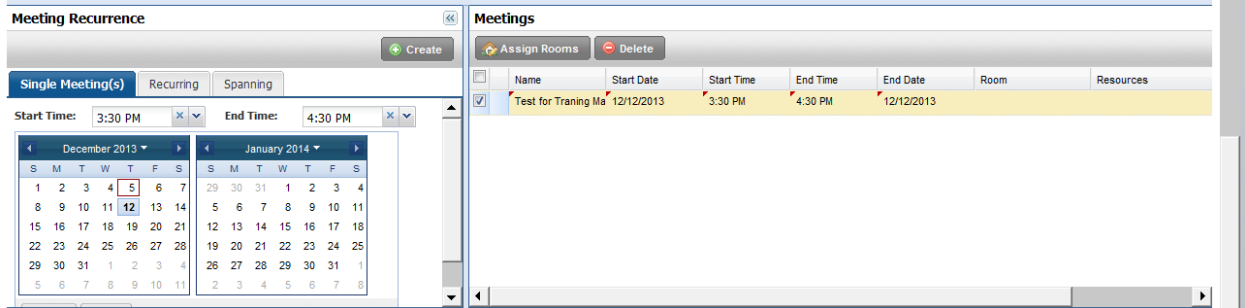 Meeting Recurrence
Create
Single Meeting(s) Recurring Spanning
Start Time: 3:30 PM End Time: 4:30 PM
December 2013 January 2014
S M T W T F S S M T W T F S
1 2 3 4 5 6 7 29 30 31 1 2 3 4
8 9 10 11 12 13 14 5 6 7 8 9 10 11
15 16 17 18 19 20 21 12 13 14 15 16 17 18
22 23 24 25 26 27 28 19 20 21 22 23 24 25
29 30 31 1 2 3 4 26 27 28 29 30 31 1
5 6 7 8 9 10 11 2 3 4 5 6 7 8
Meetings
Assign Rooms Delete
Name Start Date Start Time End Time End Date Room Resources
Test for Traning Ma 12/12/2013 3:30 PM 4:30 PM 12/12/2013